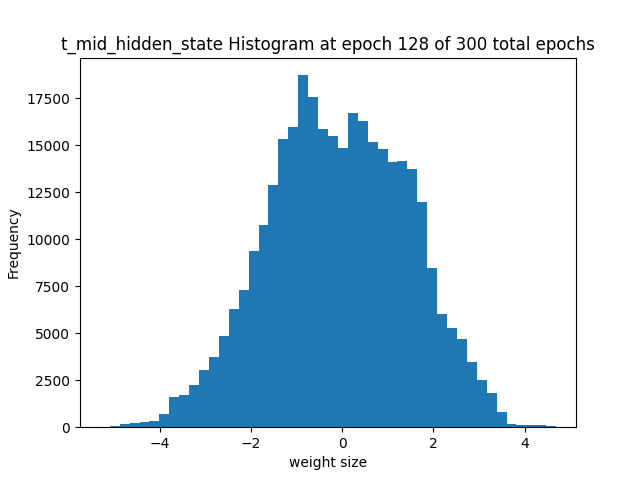 t_mid_hidden_state Histogram at epoch 128 of 300 total epochs
17500
15000
12500
10000
7500
5000
2500
0
Frequency
−4 −2 0 2 4
weight size